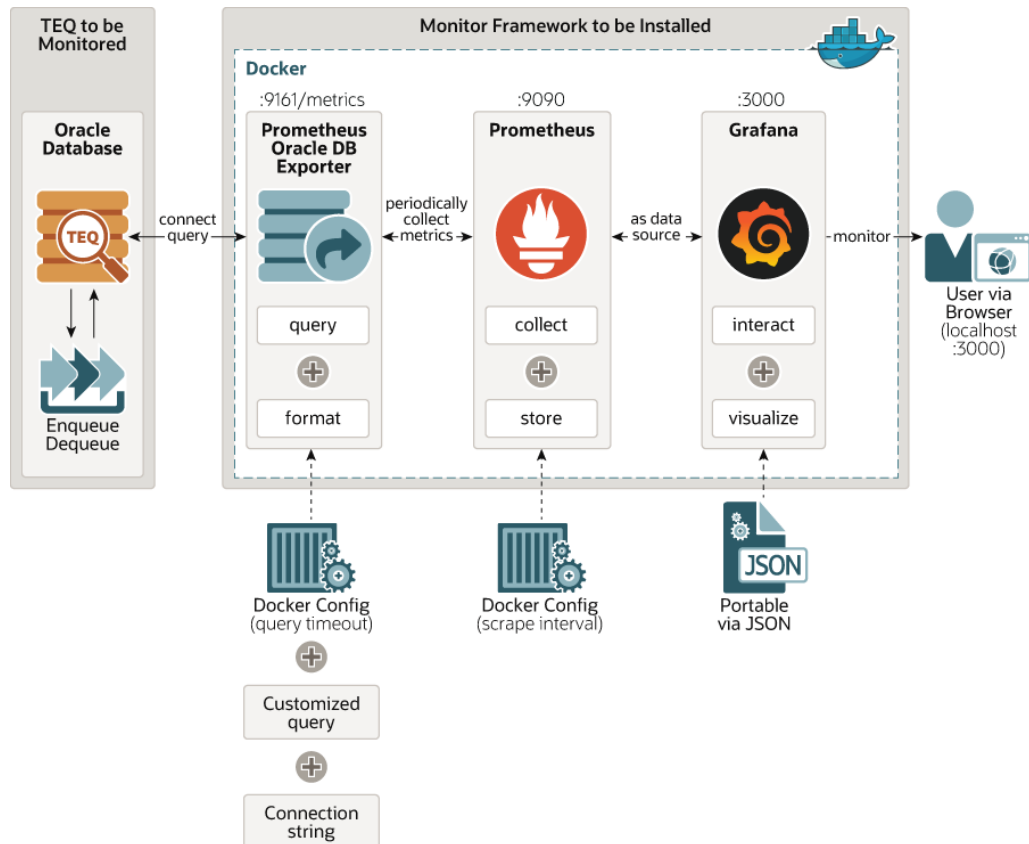 TEQ to be
Monitored
Monitor Framework to be Installed
Docker
:9161/metrics
:9090
:3000
Oracle
Database
Prometheus
Oracle DB
Exporter
Prometheus
Grafana
TEQ
connect
query
periodically
collect
metrics
as data
source
monitor
User via
Browser
(localhost
:3000)
query
collect
interact
format
store
visualize
Enqueue
Dequeue
JSON
Docker Config
(query timeout)
Docker Config
(scrape interval)
Portable
via JSON
Customized
query
Connection
string